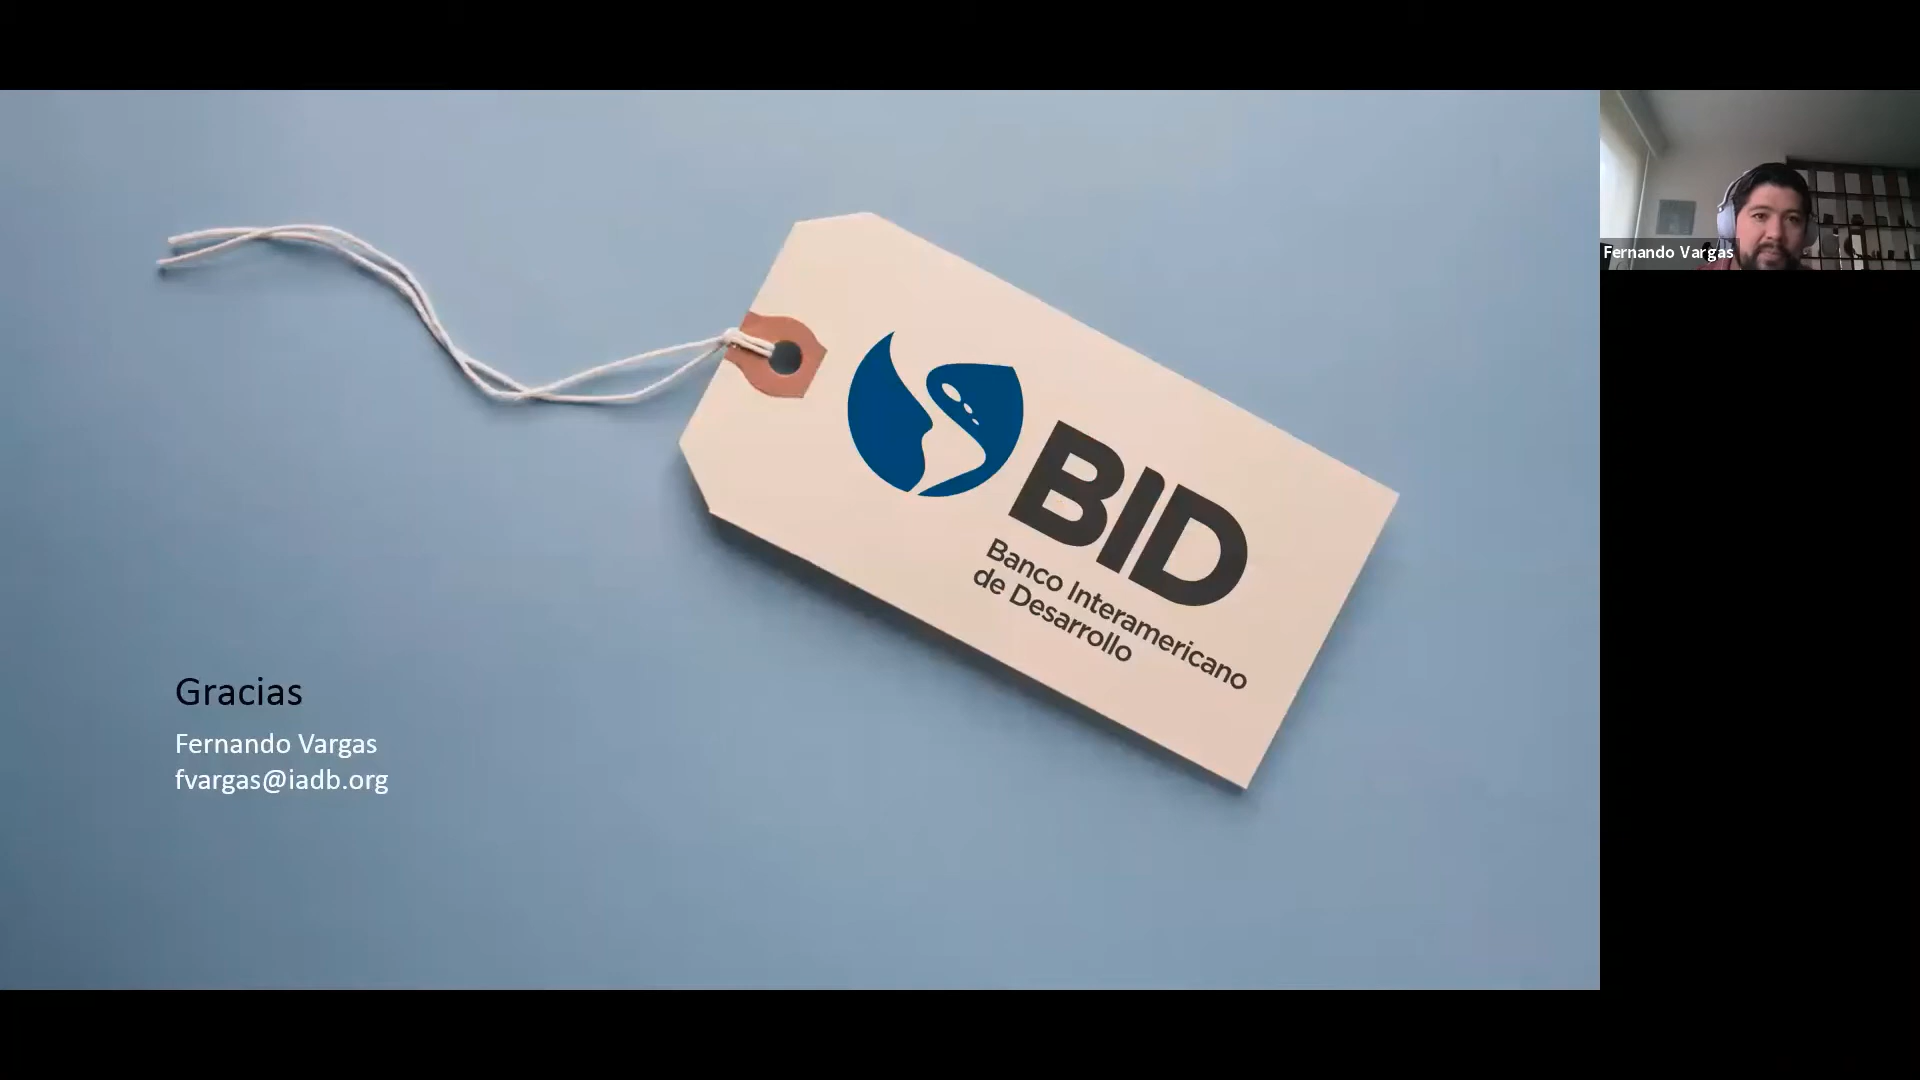 BID
Banco Interamericano
de Desarrollo
Gracias
Fernando Vargas
fvargas@iadb.org
Fernando Vargas